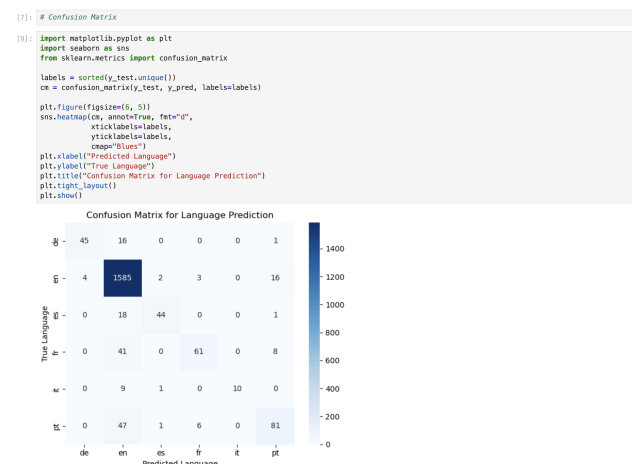 [7]: # Confusion Matrix
[9]: import matplotlib.pyplot as plt
import seaborn as sns
from sklearn.metrics import confusion_matrix
labels = sorted(y_test.unique())
cm = confusion_matrix(y_test, y_pred, labels=labels)
plt.figure(figsize=(6, 5))
sns.heatmap(cm, annot=True, fmt="d",
xticklabels=labels,
yticklabels=labels,
cmap="Blues")
plt.xlabel("Predicted Language")
plt.ylabel("True Language")
plt.title("Confusion Matrix for Language Prediction")
plt.tight_layout()
plt.show()
Confusion Matrix for Language Prediction
True Language
de 45 16 0 0 0 1
en 4 1585 2 3 0 16
es 0 18 44 0 0 1
fr 0 41 0 61 0 8
it 0 9 1 0 10 0
pt 0 47 1 6 0 81
de en es fr it pt
Predicted Language
1400
1200
1000
800
600
400
200
0